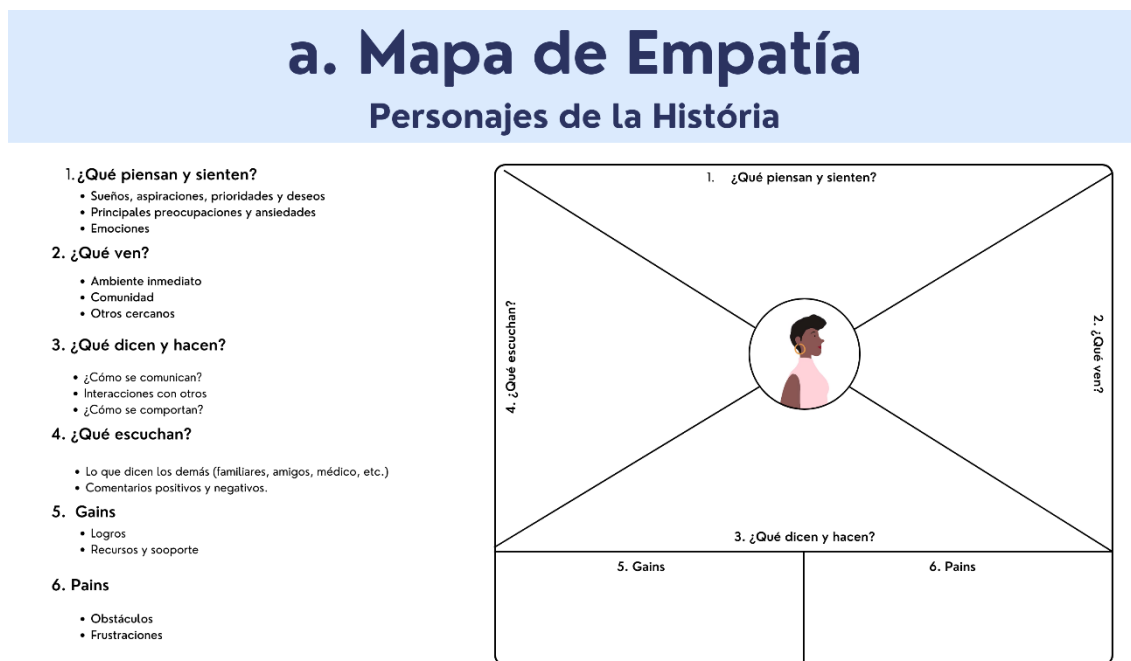 a. Mapa de Empatía
Personajes de la História
1. ¿Qué piensan y sienten?
• Sueños, aspiraciones, prioridades y deseos
• Principales preocupaciones y ansiedades
• Emociones
2. ¿Qué ven?
• Ambiente inmediato
• Comunidad
• Otros cercanos
3. ¿Qué dicen y hacen?
• ¿Cómo se comunican?
• Interacciones con otros
• ¿Cómo se comportan?
4. ¿Qué escuchan?
• Lo que dicen los demás (familiares, amigos, médico, etc.)
• Comentarios positivos y negativos.
5. Gains
• Logros
• Recursos y sooporte
6. Pains
• Obstáculos
• Frustraciones
1. ¿Qué piensan y sienten?
4. ¿Qué escuchan?
2. ¿Qué ven?
3. ¿Qué dicen y hacen?
5. Gains
6. Pains